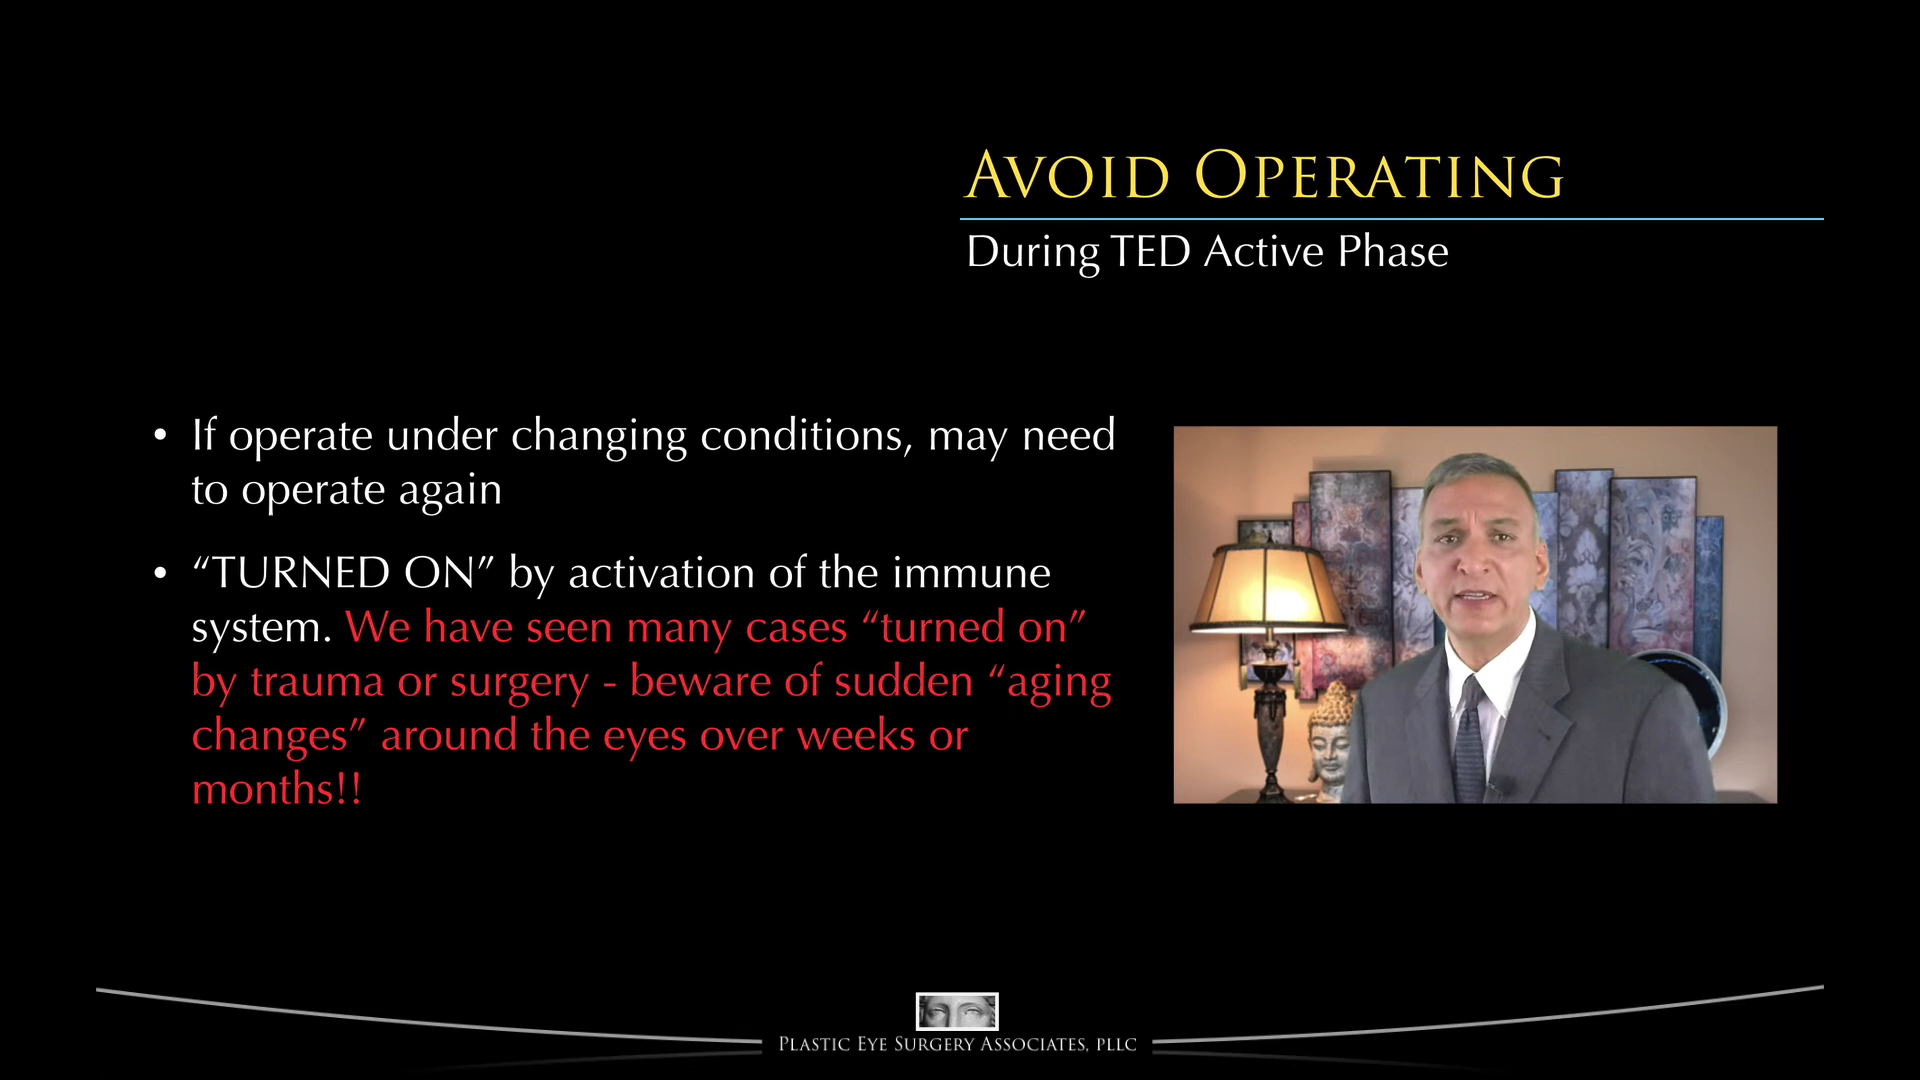 AVOID OPERATING
During TED Active Phase
• If operate under changing conditions, may need
to operate again
• “TURNED ON” by activation of the immune
system. We have seen many cases “turned on”
by trauma or surgery - beware of sudden “aging
changes” around the eyes over weeks or
months!!
PLASTIC EYE SURGERY ASSOCIATES, PLLC